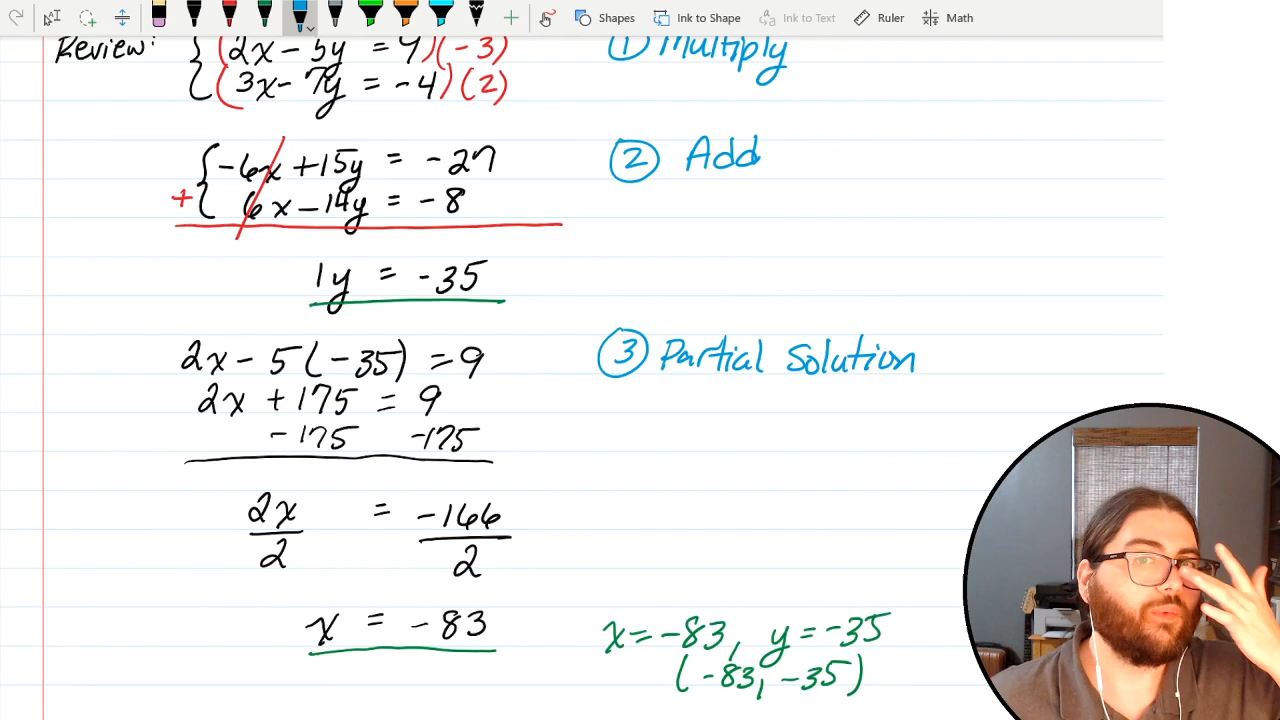 Shapes Ink to Shape Ink to Text Ruler Math
Review: { (2x - 5y = 9)(-3) ① Multiply
{ (3x - 7y = -4)(2)
{ -6x + 15y = -27 ② Add
+ { 6x - 14y = -8
1y = -35
2x - 5(-35) = 9 ③ Partial Solution
2x + 175 = 9
-175 -175
2x = -166
2 2
x = -83 x = -83, y = -35
(-83, -35)